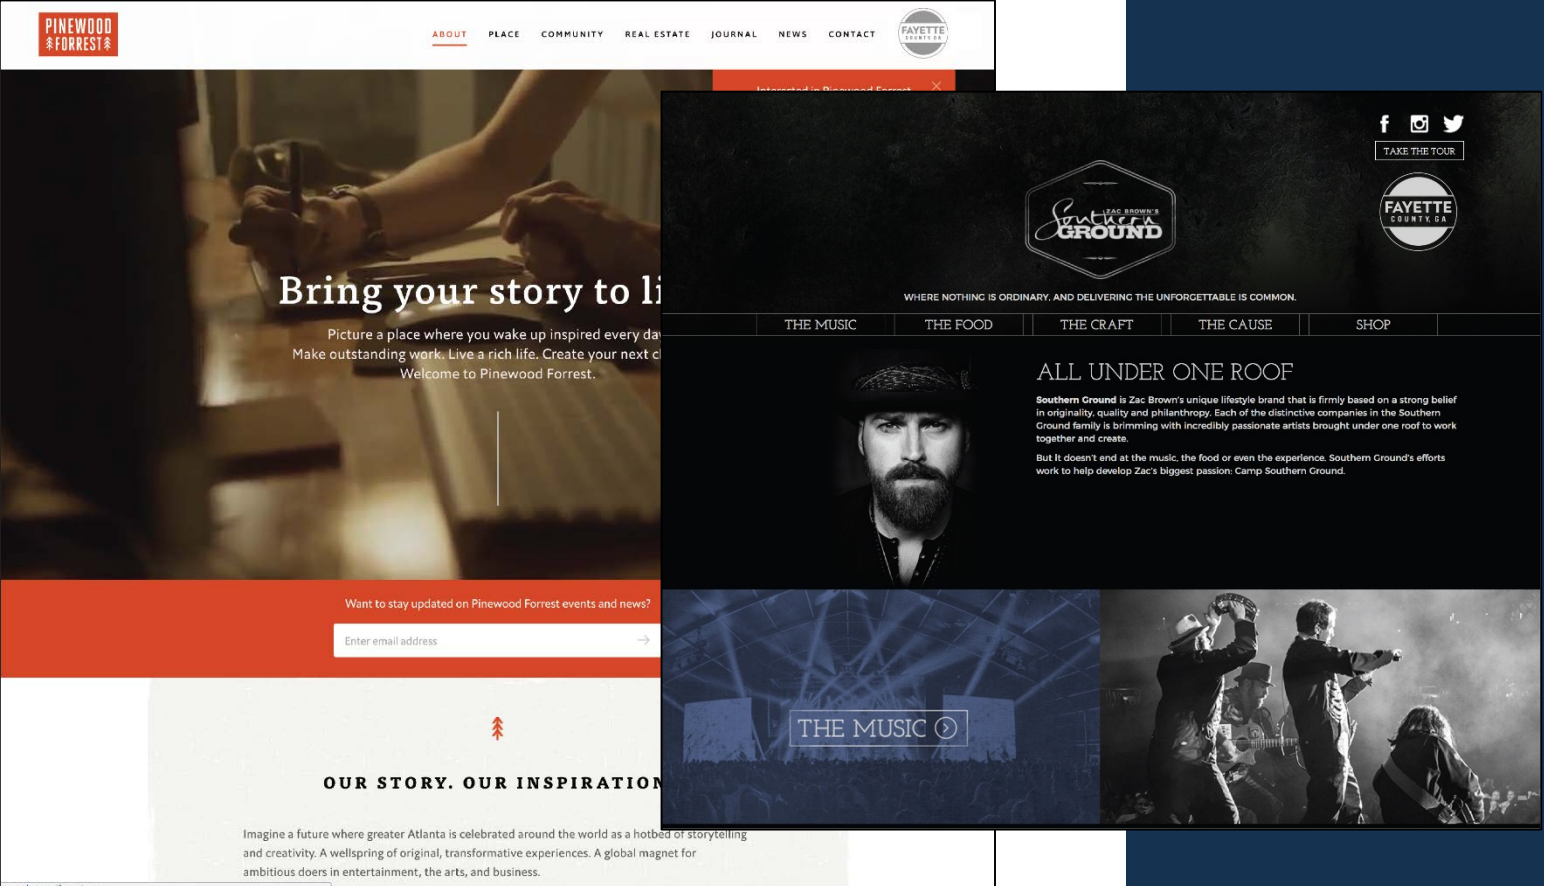 PINEWOOD
FORREST
ABOUT
PLACE
COMMUNITY
REAL ESTATE
JOURNAL
NEWS
CONTACT
FAYETTE
COUNTY, GA
Interested in Pinewood Forrest
Bring your story to li
Picture a place where you wake up inspired every day
Make outstanding work. Live a rich life. Create your next c
Welcome to Pinewood Forrest.
Want to stay updated on Pinewood Forrest events and news?
Enter email address
OUR STORY. OUR INSPIRATION
Imagine a future where greater Atlanta is celebrated around the world as a hotbed of storytelling
and creativity. A wellspring of original, transformative experiences. A global magnet for
ambitious doers in entertainment, the arts, and business.
TAKE THE TOUR
FAYETTE
COUNTY, GA
ZAC BROWN'S
Southern
GROUND
WHERE NOTHING IS ORDINARY, AND DELIVERING THE UNFORGETTABLE IS COMMON.
THE MUSIC
THE FOOD
THE CRAFT
THE CAUSE
SHOP
ALL UNDER ONE ROOF
Southern Ground is Zac Brown's unique lifestyle brand that is firmly based on a strong belief
in originality, quality and philanthropy. Each of the distinctive companies in the Southern
Ground family is brimming with incredibly passionate artists brought under one roof to work
together and create.
But it doesn't end at the music, the food or even the experience. Southern Ground's efforts
work to help develop Zac's biggest passion: Camp Southern Ground.
THE MUSIC